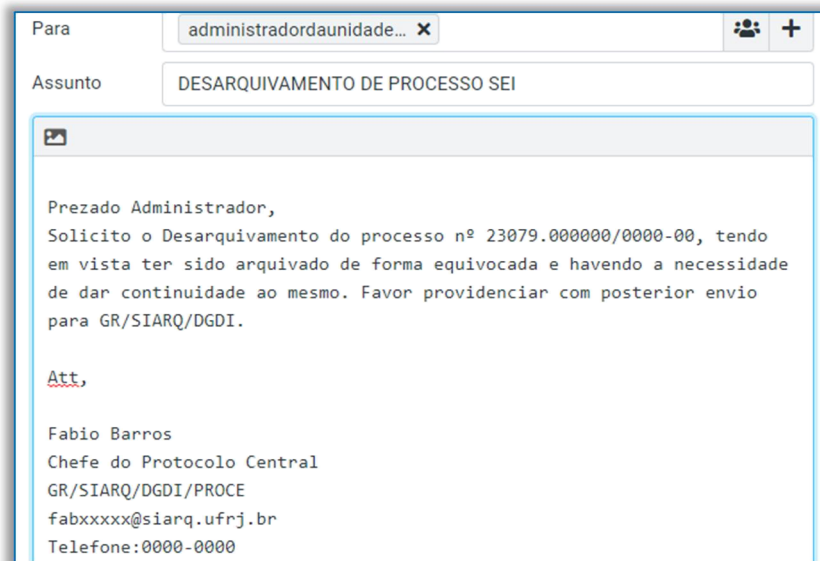 Para administradordaunidade...
Assunto DESARQUIVAMENTO DE PROCESSO SEI
Prezado Administrador,
Solicito o Desarquivamento do processo nº 23079.000000/0000-00, tendo
em vista ter sido arquivado de forma equivocada e havendo a necessidade
de dar continuidade ao mesmo. Favor providenciar com posterior envio
para GR/SIARQ/DGDI.
Att,
Fabio Barros
Chefe do Protocolo Central
GR/SIARQ/DGDI/PROCE
fabxxxxx@siarq.ufrj.br
Telefone:0000-0000